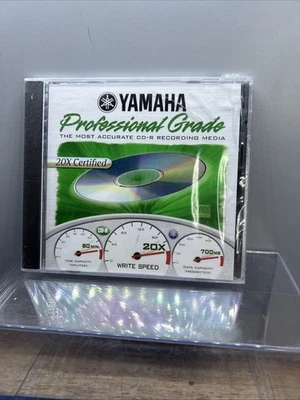 YAMAHA
Professional Grade
THE MOST ACCURATE CD-R RECORDING MEDIA
20X Certified
80 MIN
20X
WRITE SPEED
700MB